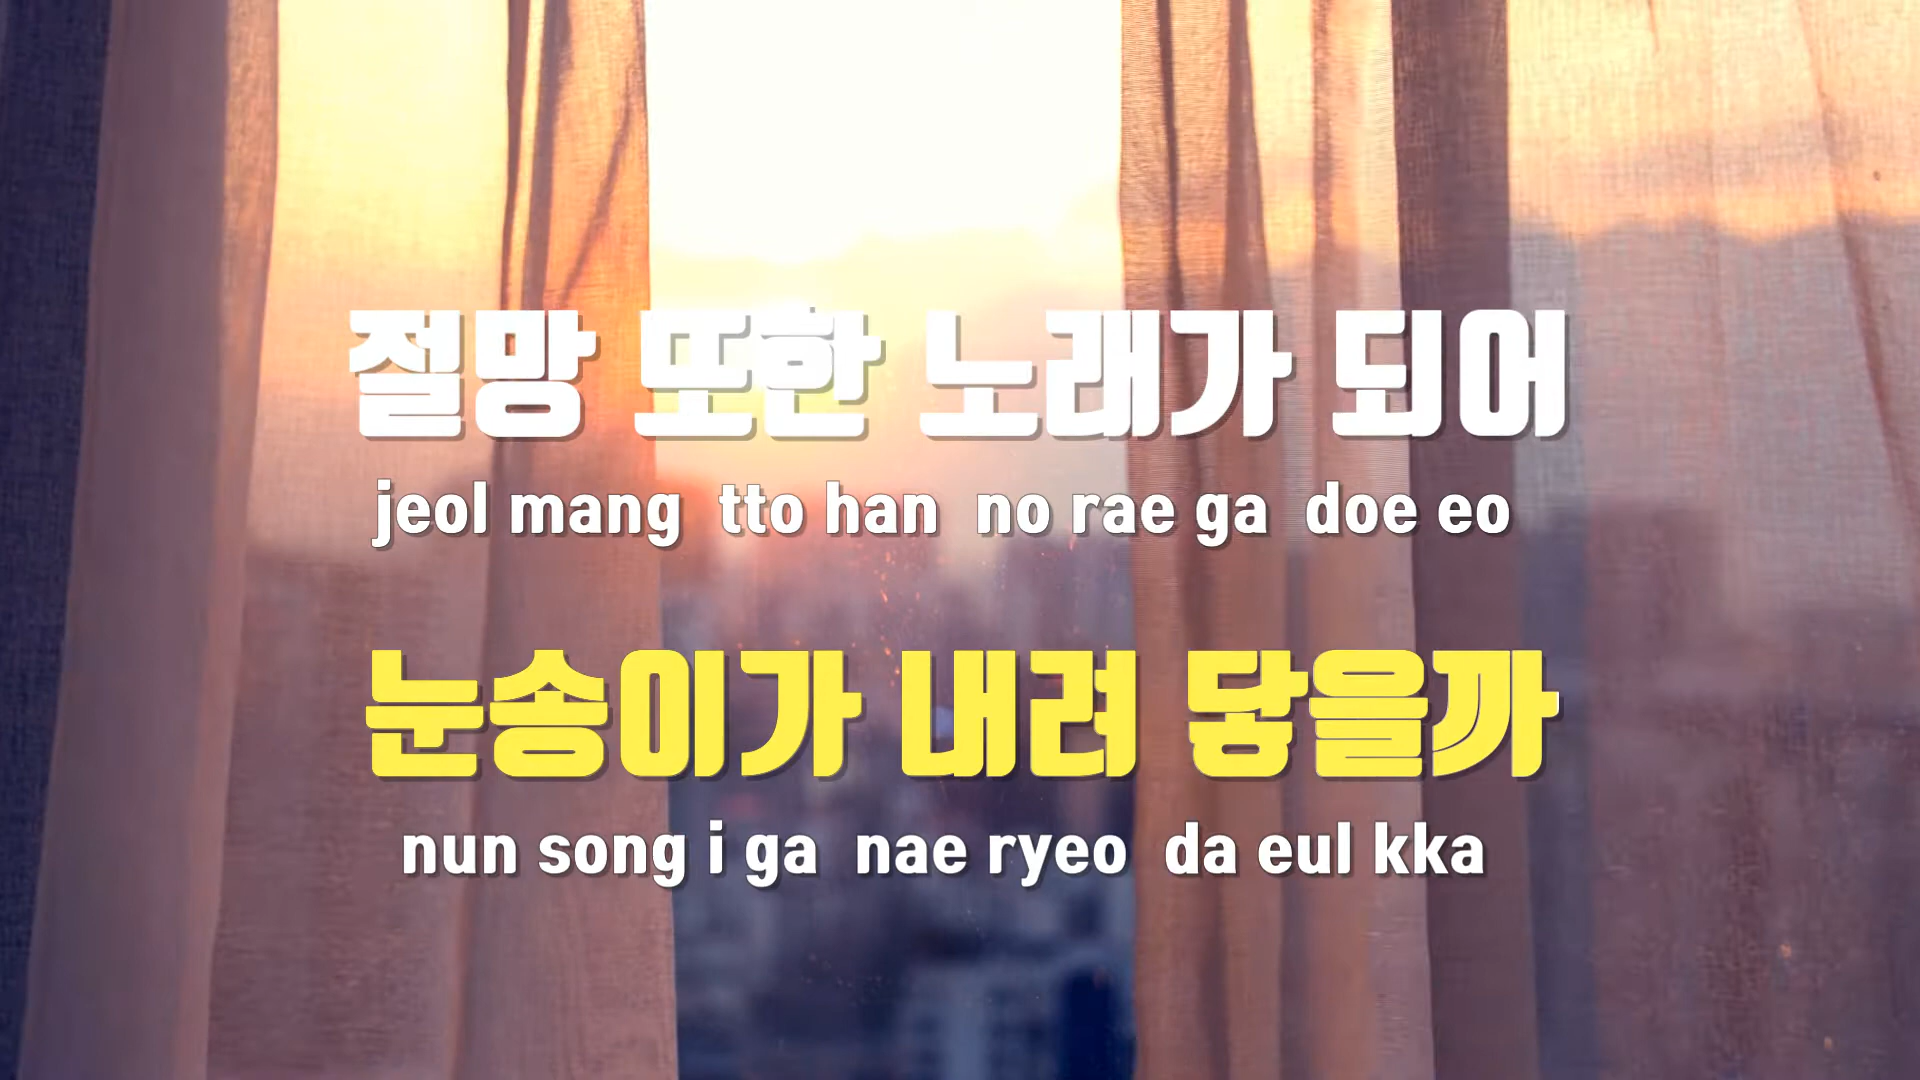 절망 또한 노래가 되어
jeol mang tto han no rae ga doe eo
눈송이가 내려 닿을까
nun song i ga nae ryeo da eul kka